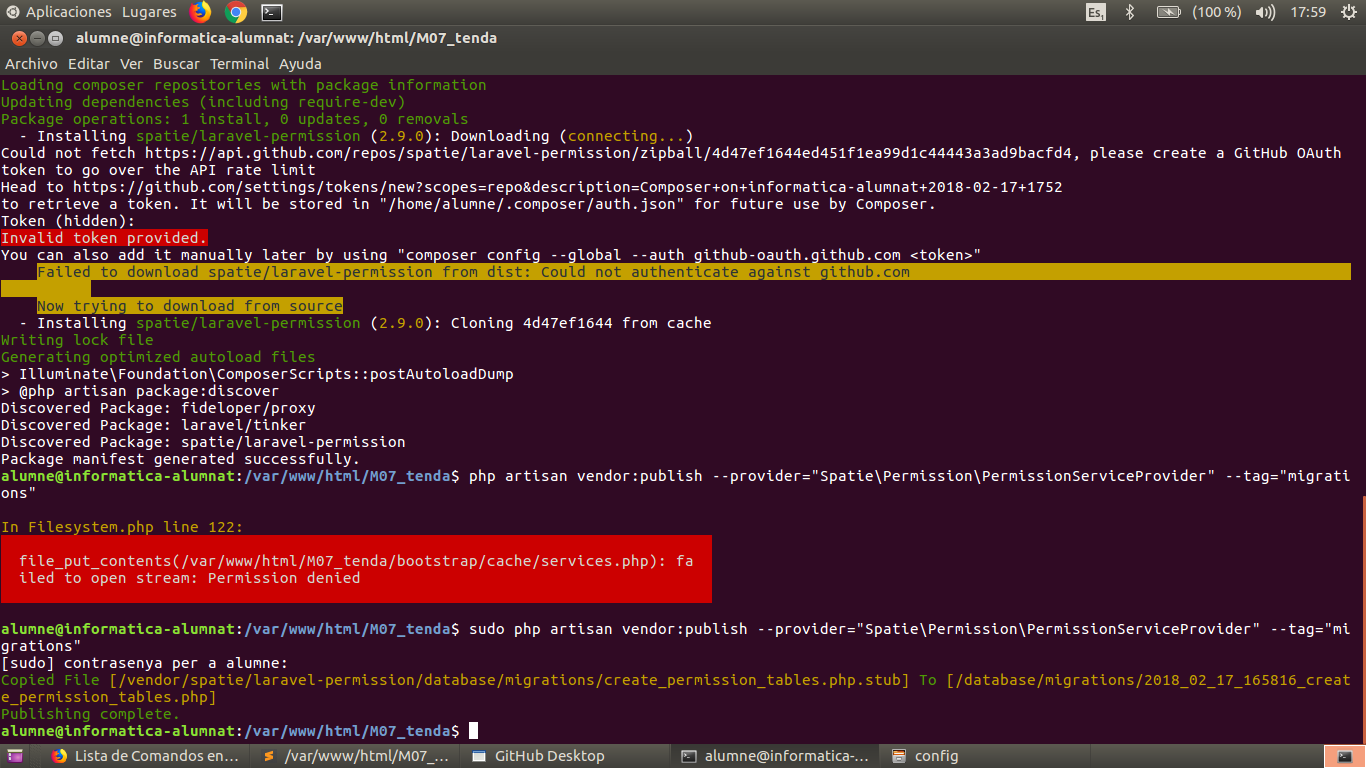 Aplicaciones Lugares Es1 (100 %) 17:59
alumne@informatica-alumnat: /var/www/html/M07_tenda
Archivo Editar Ver Buscar Terminal Ayuda
Loading composer repositories with package information
Updating dependencies (including require-dev)
Package operations: 1 install, 0 updates, 0 removals
  - Installing spatie/laravel-permission (2.9.0): Downloading (connecting...)
Could not fetch https://api.github.com/repos/spatie/laravel-permission/zipball/4d47ef1644ed451f1ea99d1c44443a3ad9bacfd4, please create a GitHub OAuth
token to go over the API rate limit
Head to https://github.com/settings/tokens/new?scopes=repo&description=Composer+on+informatica-alumnat+2018-02-17+1752
to retrieve a token. It will be stored in "/home/alumne/.composer/auth.json" for future use by Composer.
Token (hidden):
Invalid token provided.
You can also add it manually later by using "composer config --global --auth github-oauth.github.com <token>"
    Failed to download spatie/laravel-permission from dist: Could not authenticate against github.com
    Now trying to download from source
  - Installing spatie/laravel-permission (2.9.0): Cloning 4d47ef1644 from cache
Writing lock file
Generating optimized autoload files
> Illuminate\Foundation\ComposerScripts::postAutoloadDump
> @php artisan package:discover
Discovered Package: fideloper/proxy
Discovered Package: laravel/tinker
Discovered Package: spatie/laravel-permission
Package manifest generated successfully.
alumne@informatica-alumnat:/var/www/html/M07_tenda$ php artisan vendor:publish --provider="Spatie\Permission\PermissionServiceProvider" --tag="migrati
ons"
In Filesystem.php line 122:
  file_put_contents(/var/www/html/M07_tenda/bootstrap/cache/services.php): fa
  iled to open stream: Permission denied
alumne@informatica-alumnat:/var/www/html/M07_tenda$ sudo php artisan vendor:publish --provider="Spatie\Permission\PermissionServiceProvider" --tag="mi
grations"
[sudo] contrasenya per a alumne:
Copied File [/vendor/spatie/laravel-permission/database/migrations/create_permission_tables.php.stub] To [/database/migrations/2018_02_17_165816_creat
e_permission_tables.php]
Publishing complete.
alumne@informatica-alumnat:/var/www/html/M07_tenda$
Lista de Comandos en... /var/www/html/M07_... GitHub Desktop alumne@informatica-... config